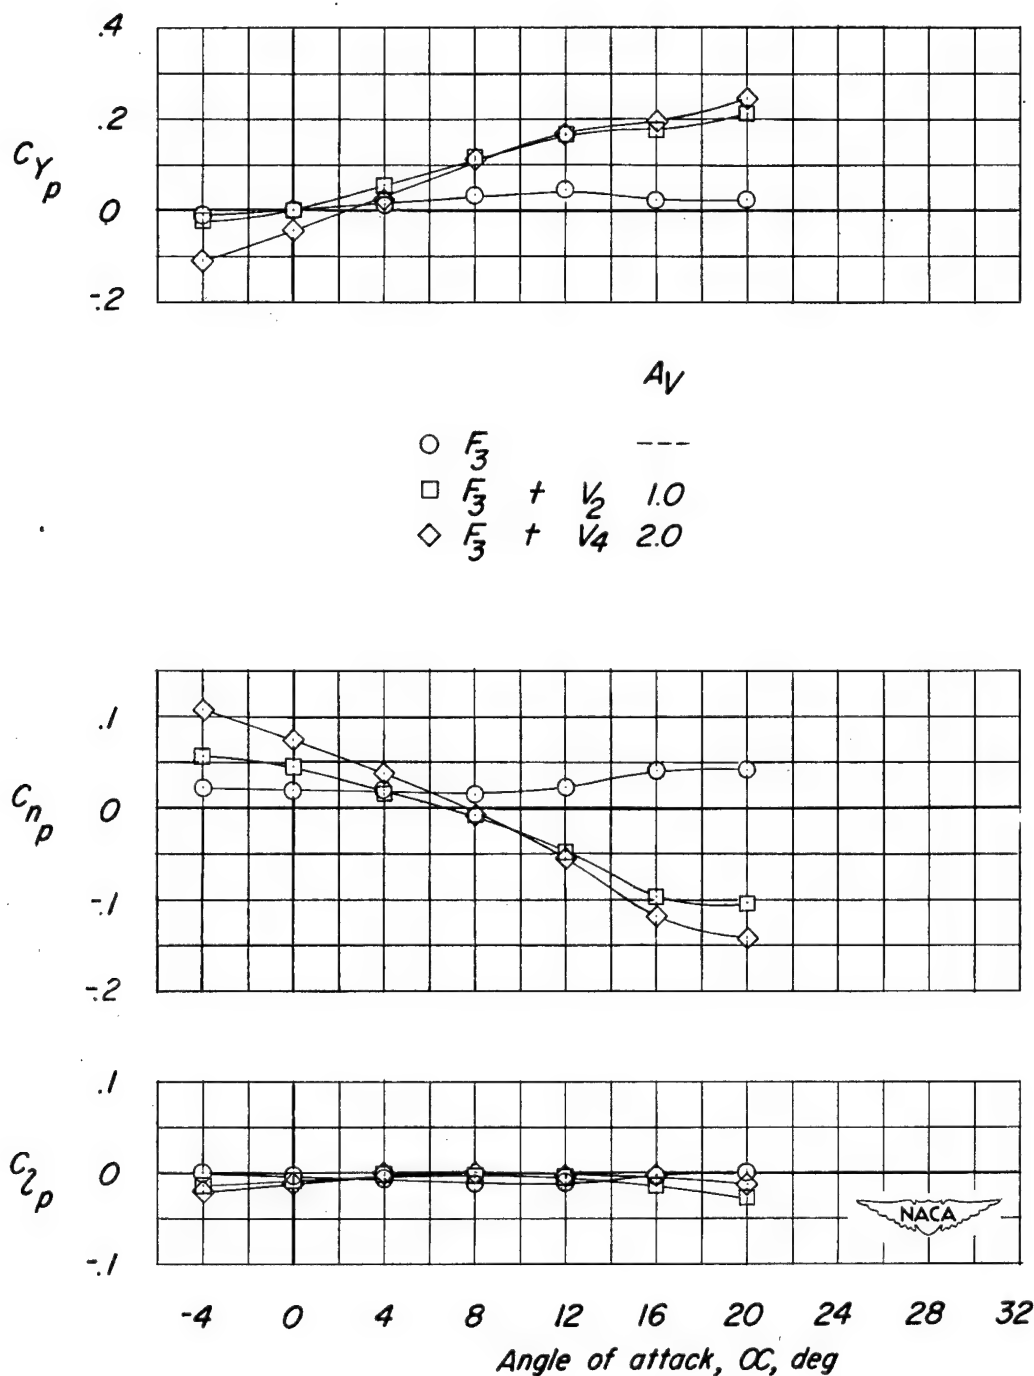 .4
.2
C_Yp
0
-.2
A_V
F_3 ---
F_3 + V_2 1.0
F_3 + V_4 2.0
.1
C_np
0
-.1
-.2
.1
C_lp
0
-.1
NACA
-4 0 4 8 12 16 20 24 28 32
Angle of attack, α, deg